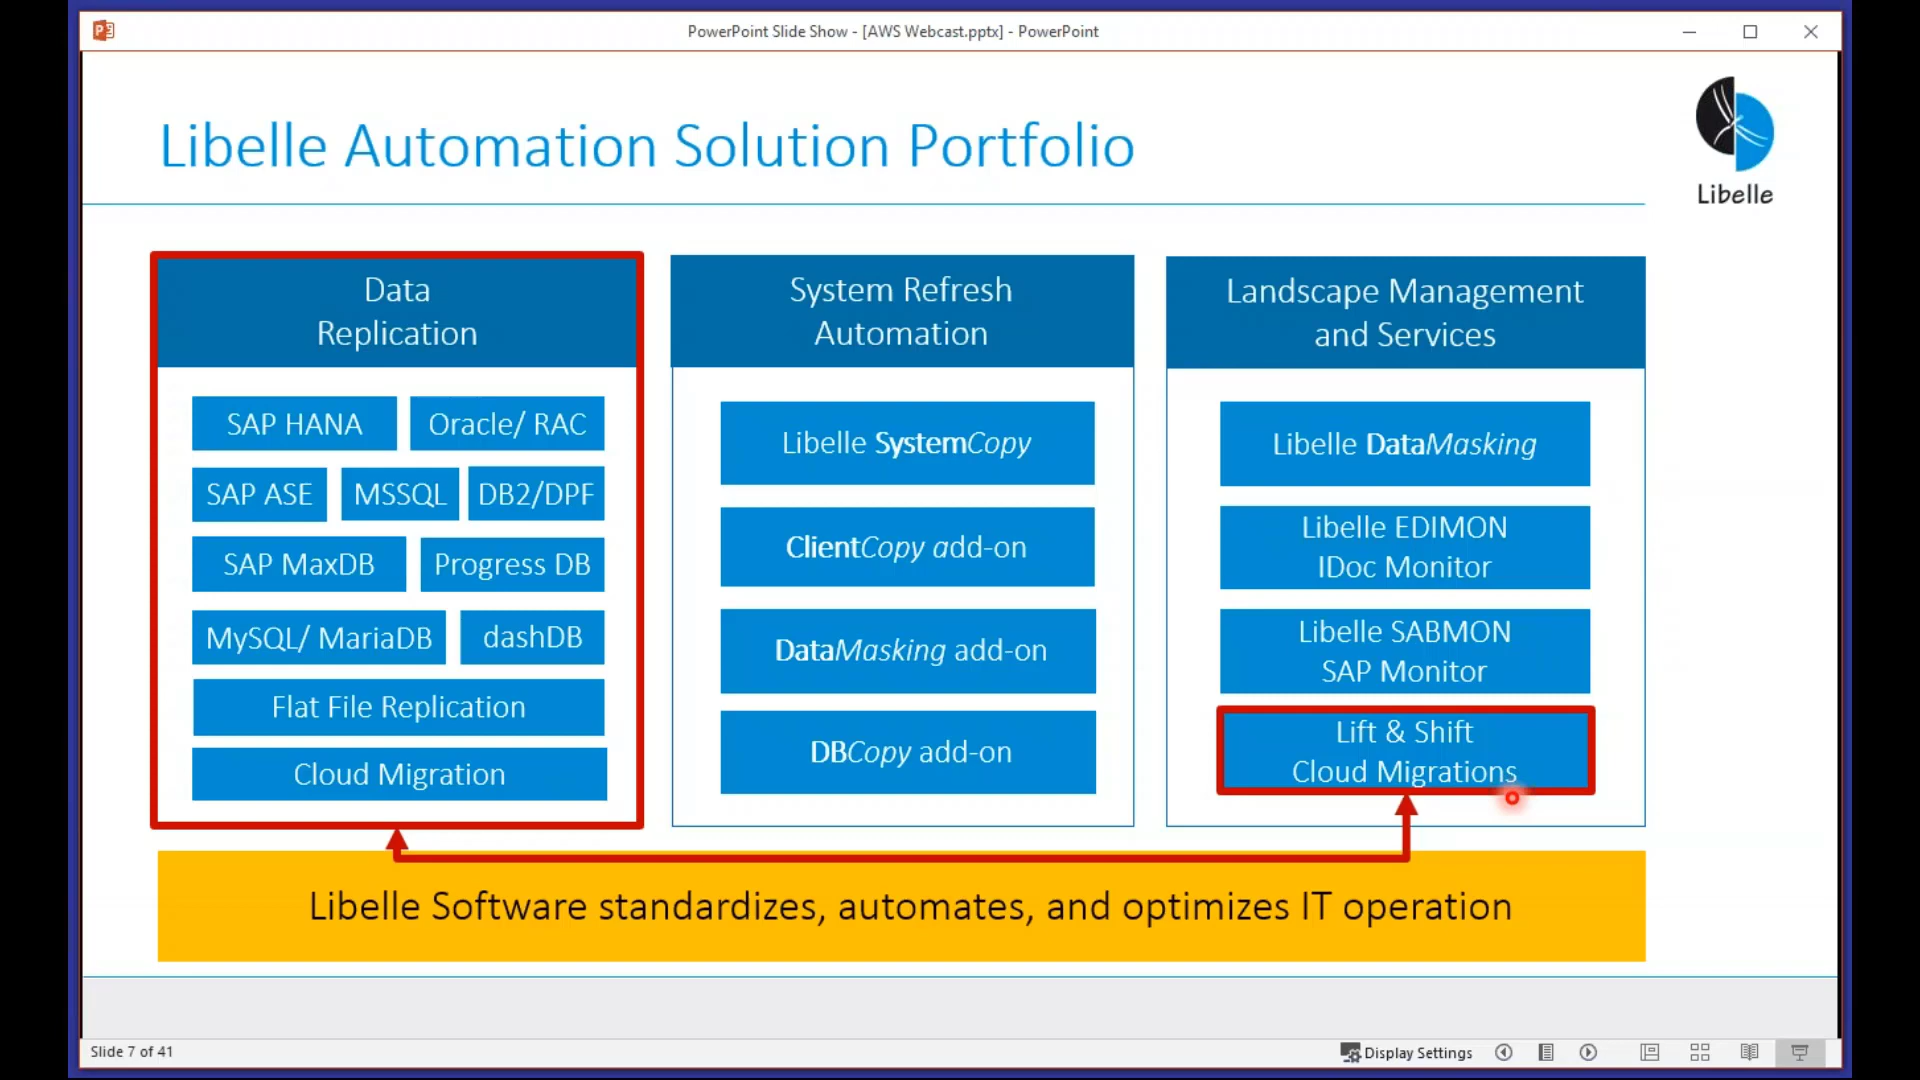 PowerPoint Slide Show - [AWS Webcast.pptx] - PowerPoint
Libelle Automation Solution Portfolio
Libelle
Data
Replication
SAP HANA
Oracle/ RAC
SAP ASE
MSSQL
DB2/DPF
SAP MaxDB
Progress DB
MySQL/ MariaDB
dashDB
Flat File Replication
Cloud Migration
System Refresh
Automation
Libelle SystemCopy
ClientCopy add-on
DataMasking add-on
DBCopy add-on
Landscape Management
and Services
Libelle DataMasking
Libelle EDIMON
IDoc Monitor
Libelle SABMON
SAP Monitor
Lift & Shift
Cloud Migrations
Libelle Software standardizes, automates, and optimizes IT operation
Slide 7 of 41
Display Settings